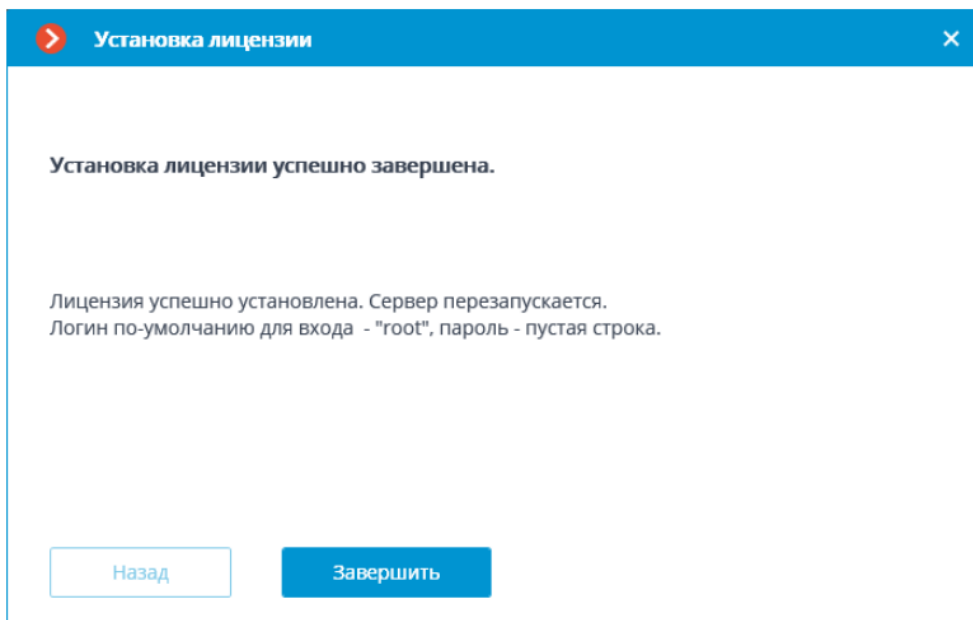 Установка лицензии
Установка лицензии успешно завершена.
Лицензия успешно установлена. Сервер перезапускается.
Логин по-умолчанию для входа - "root", пароль - пустая строка.
Назад
Завершить